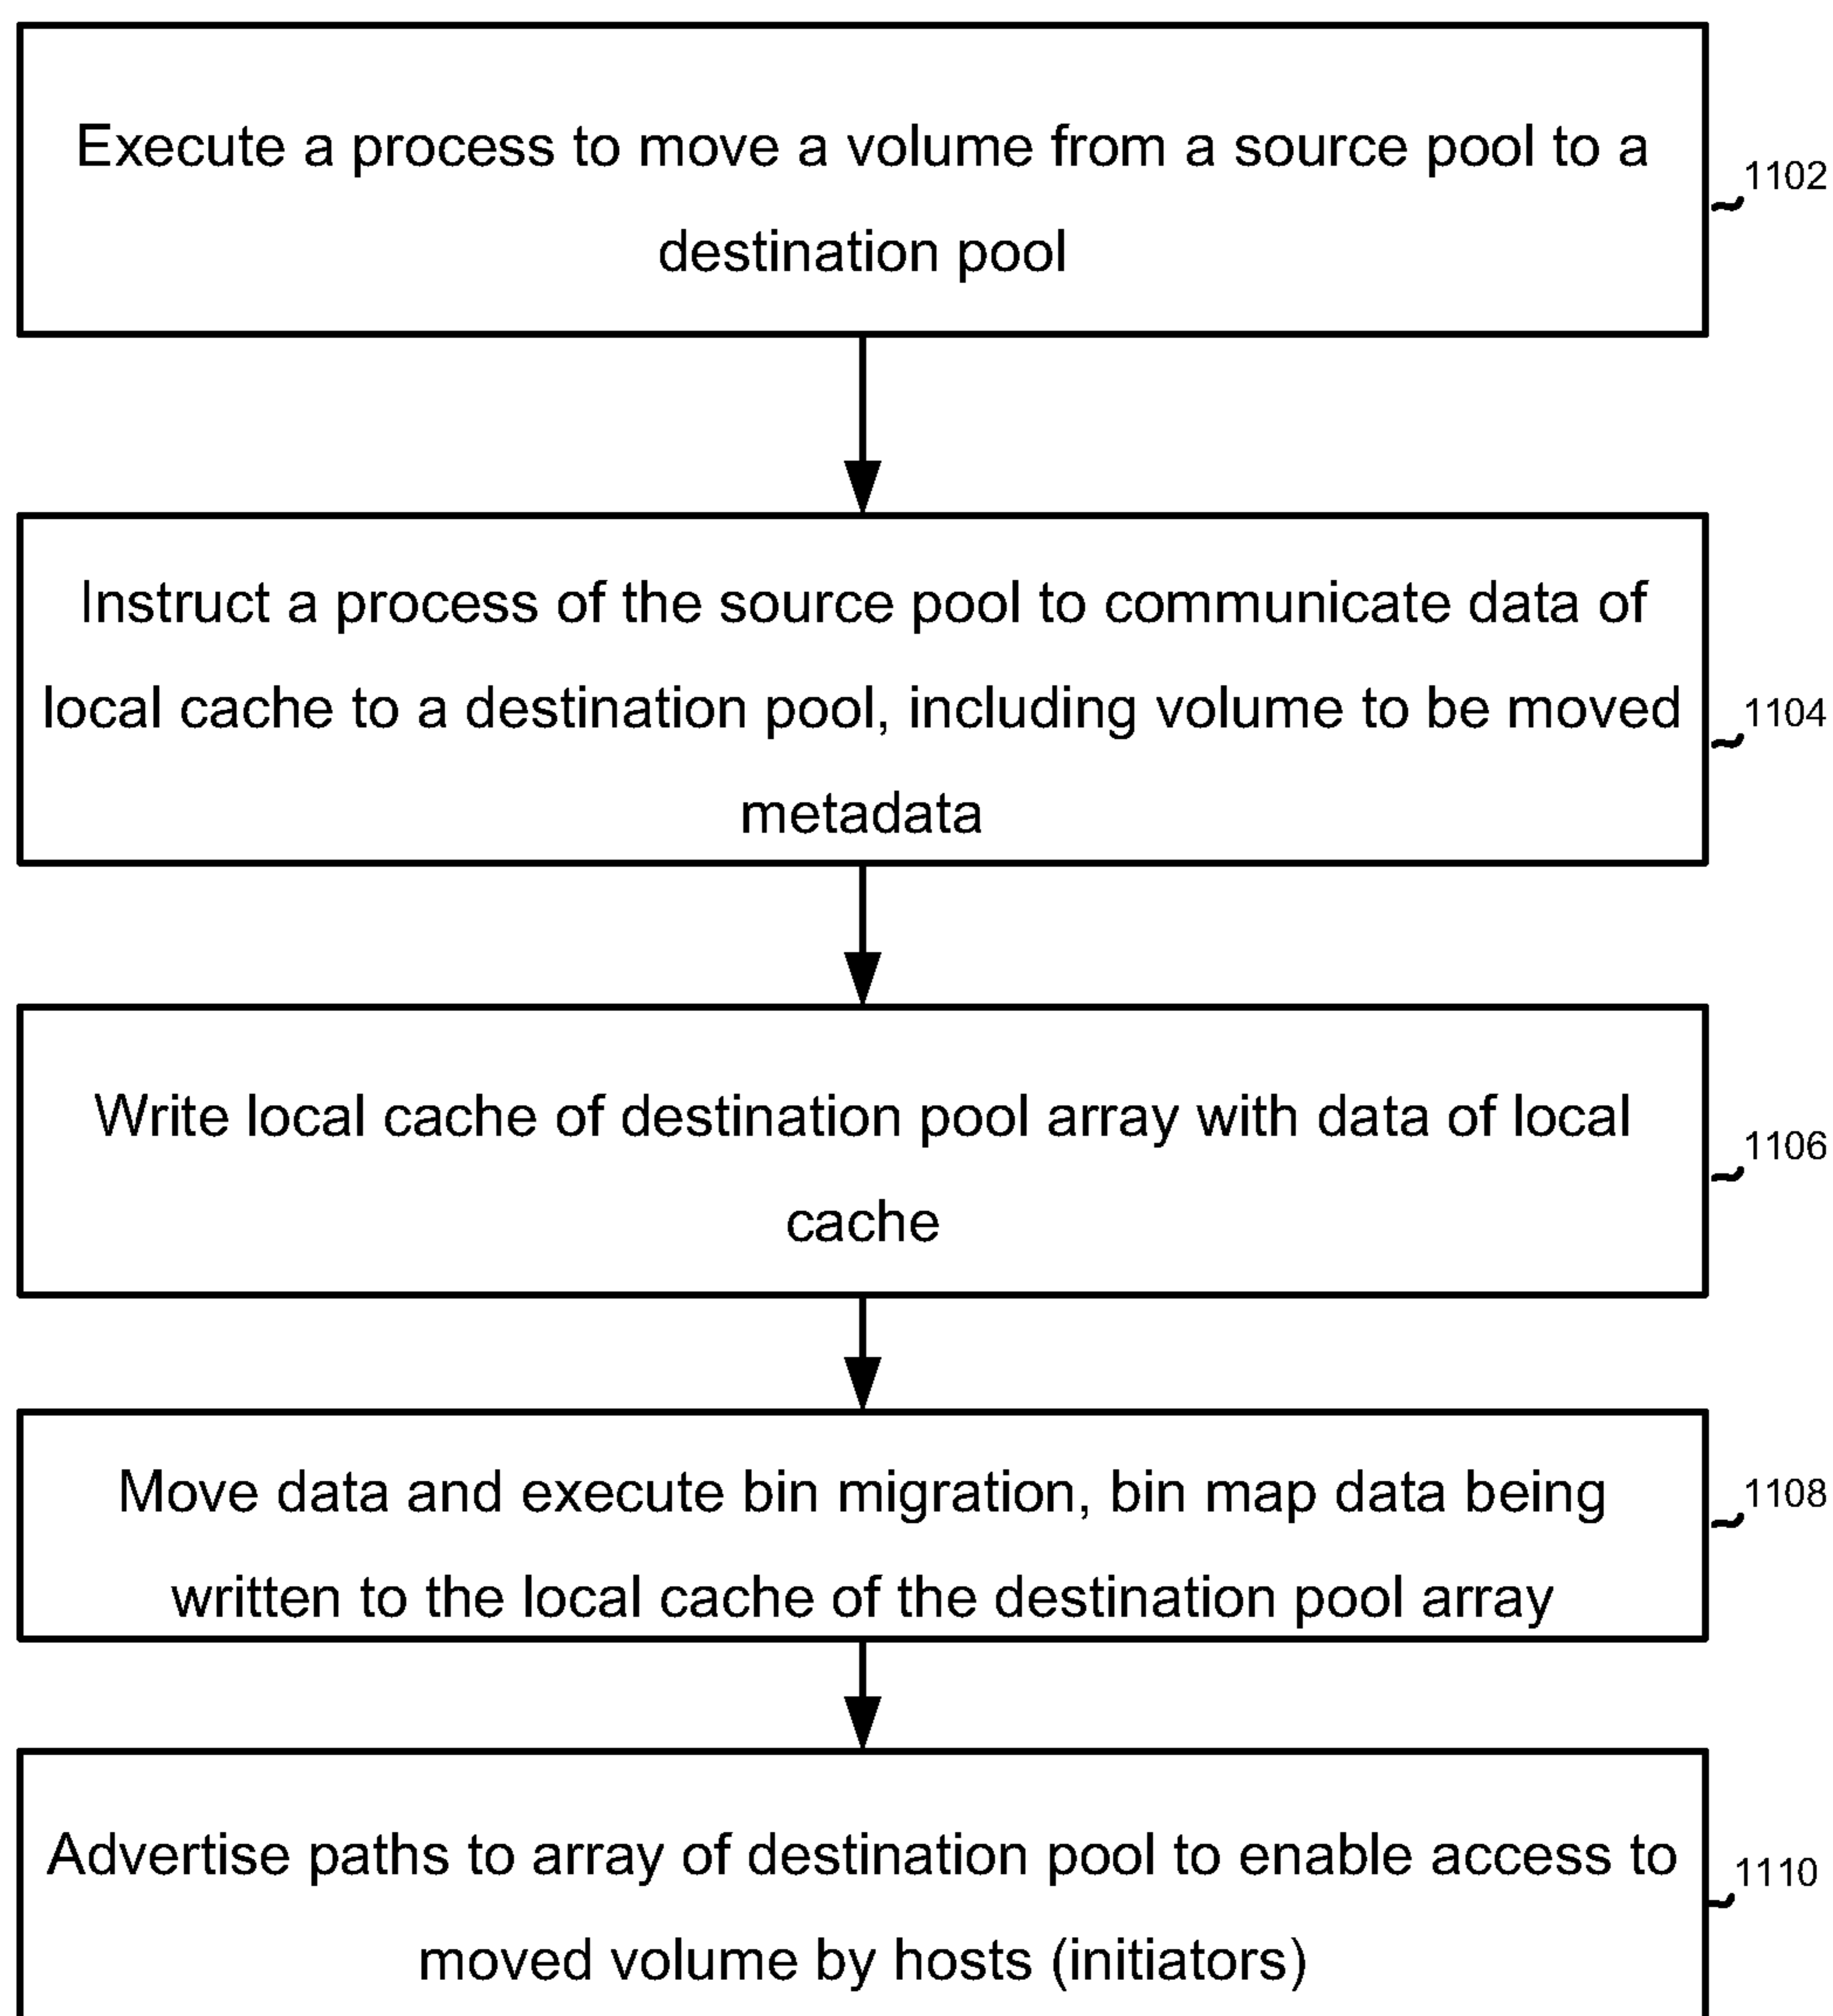 Execute a process to move a volume from a source pool to a
destination pool
1102
Instruct a process of the source pool to communicate data of
local cache to a destination pool, including volume to be moved
metadata
1104
Write local cache of destination pool array with data of local
cache
1106
Move data and execute bin migration, bin map data being
written to the local cache of the destination pool array
1108
Advertise paths to array of destination pool to enable access to
moved volume by hosts (initiators)
1110